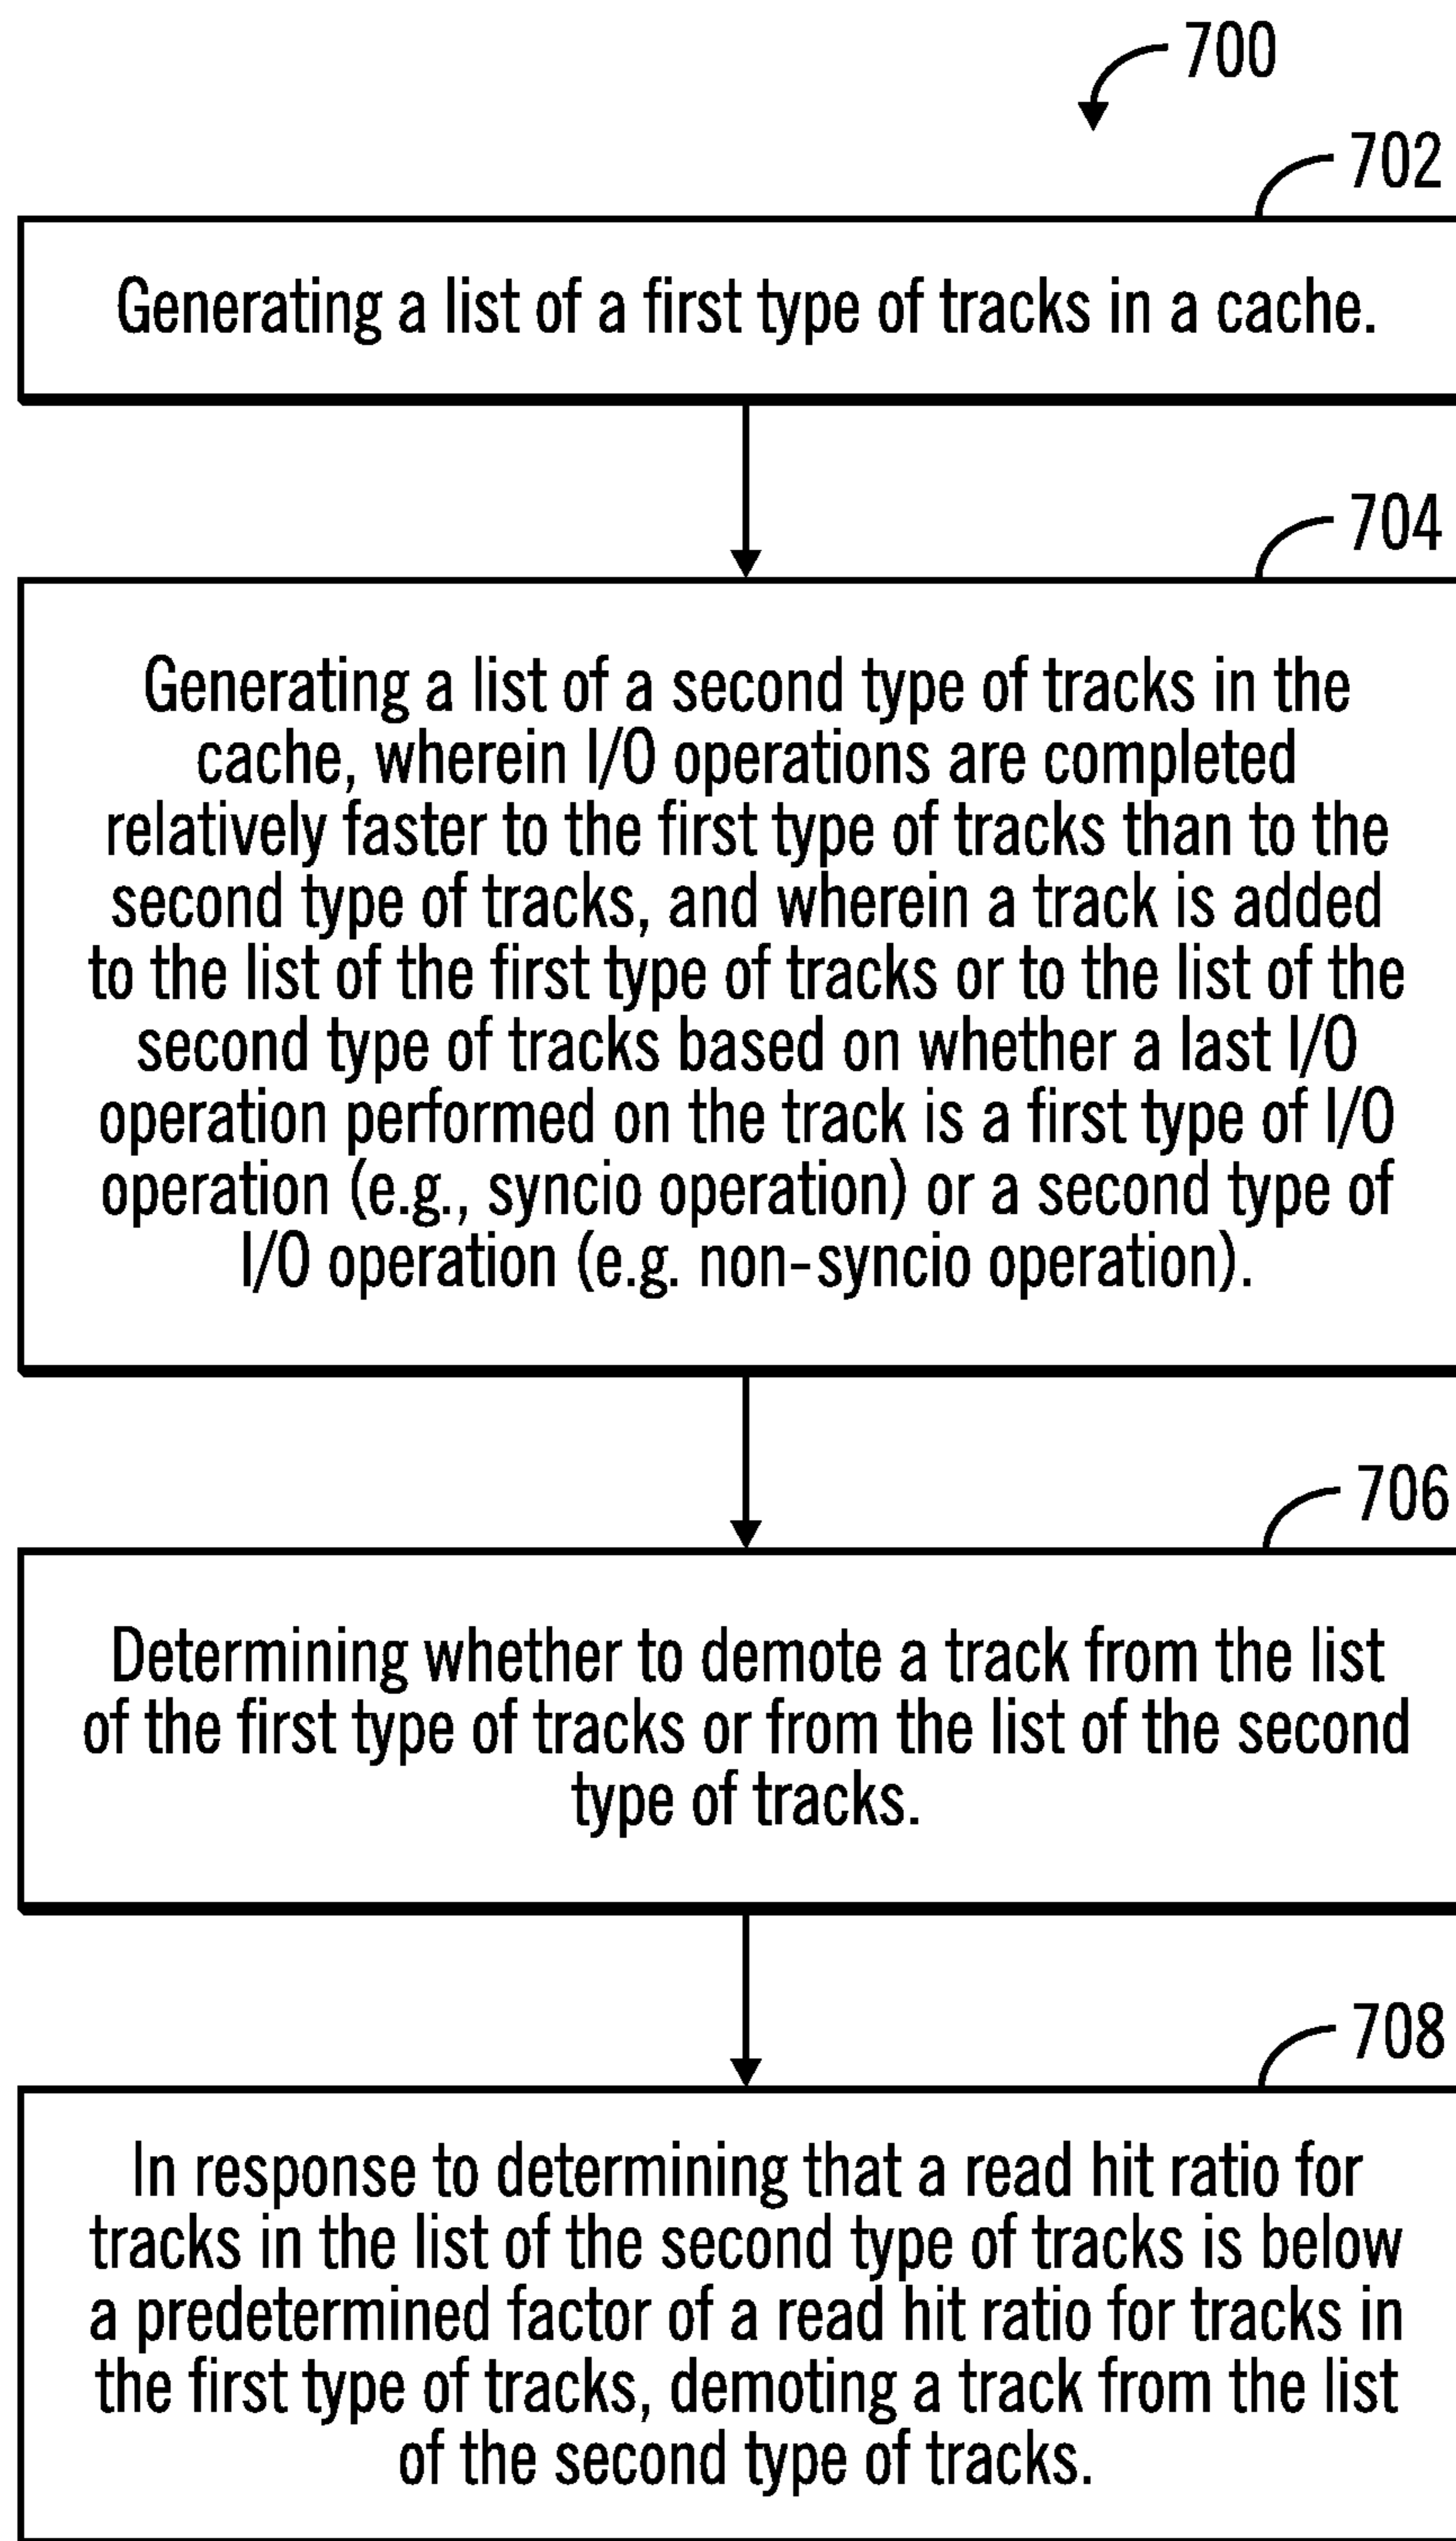 700
702
Generating a list of a first type of tracks in a cache.
704
Generating a list of a second type of tracks in the
cache, wherein I/O operations are completed
relatively faster to the first type of tracks than to the
second type of tracks, and wherein a track is added
to the list of the first type of tracks or to the list of the
second type of tracks based on whether a last I/O
operation performed on the track is a first type of I/O
operation (e.g., syncio operation) or a second type of
I/O operation (e.g. non-syncio operation).
706
Determining whether to demote a track from the list
of the first type of tracks or from the list of the second
type of tracks.
708
In response to determining that a read hit ratio for
tracks in the list of the second type of tracks is below
a predetermined factor of a read hit ratio for tracks in
the first type of tracks, demoting a track from the list
of the second type of tracks.